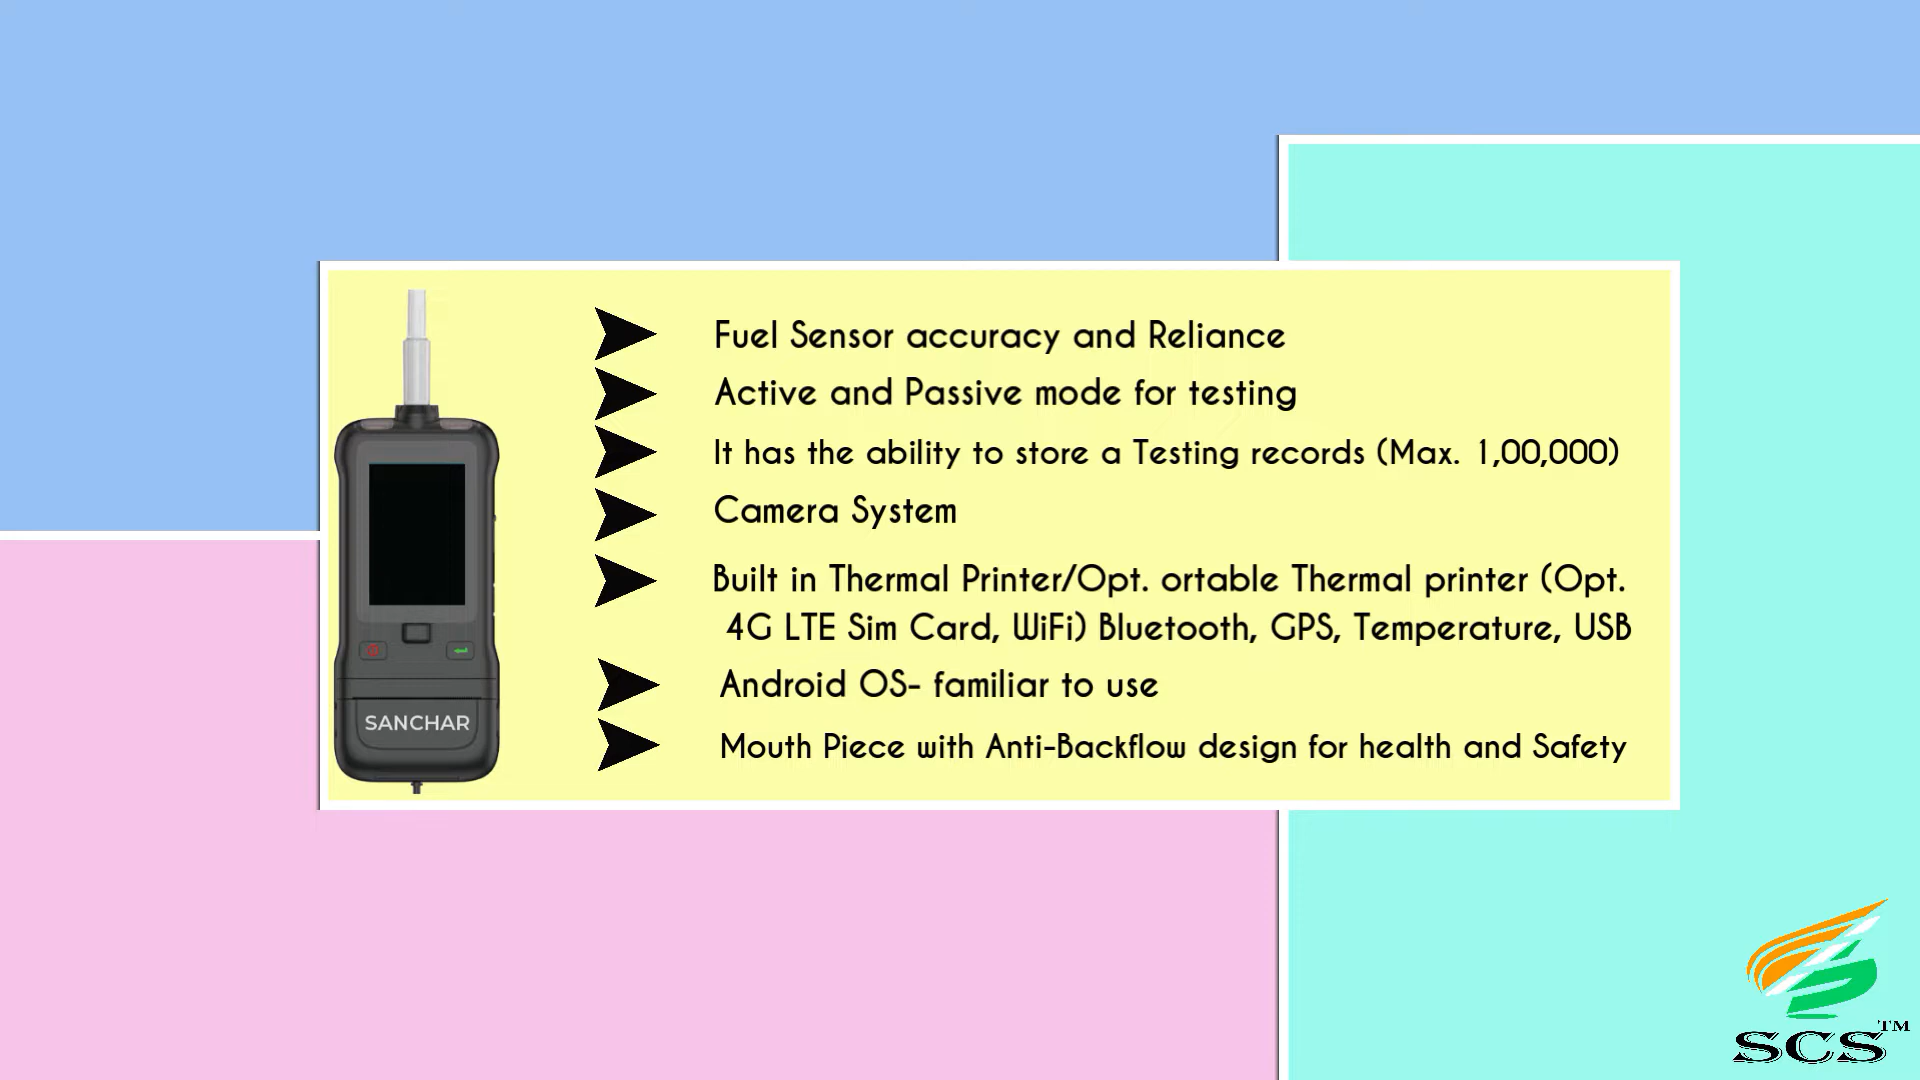 Fuel Sensor accuracy and Reliance
Active and Passive mode for testing
It has the ability to store a Testing records (Max. 1,00,000)
Camera System
Built in Thermal Printer/Opt. ortable Thermal printer (Opt.
4G LTE Sim Card, WiFi) Bluetooth, GPS, Temperature, USB
Android OS- familiar to use
Mouth Piece with Anti-Backflow design for health and Safety
SANCHAR
SCS™